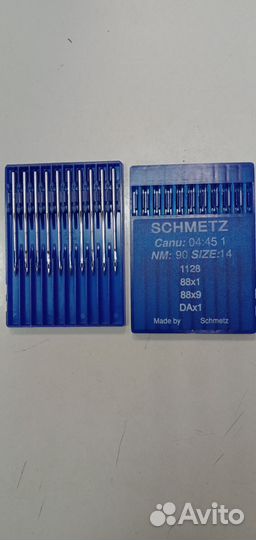 SCHMETZ
Canu: 04:45 1
NM: 90 SIZE:14
1128
88x1
88x9
DAx1
Made by Schmetz
Avito